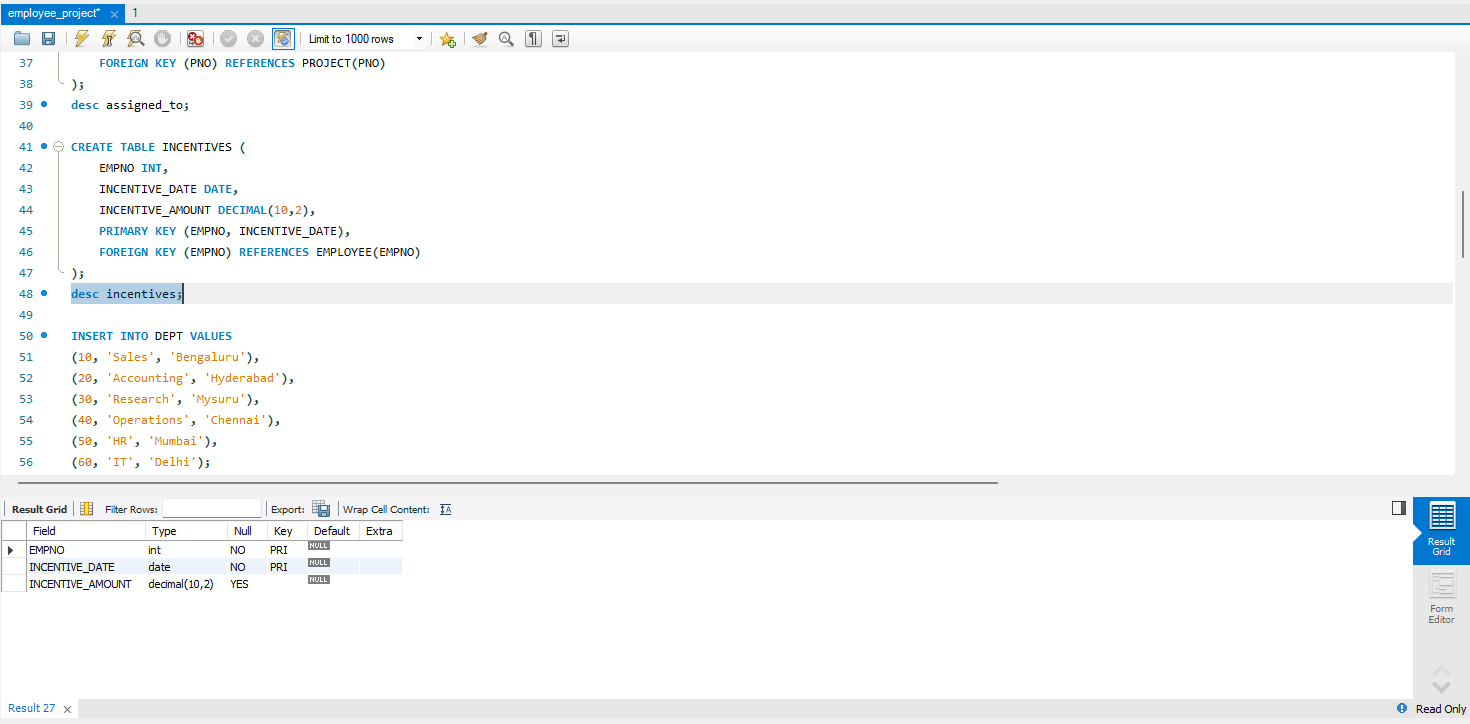 employee_project* × 1
Limit to 1000 rows
37 FOREIGN KEY (PNO) REFERENCES PROJECT(PNO)
38 );
39 desc assigned_to;
40
41 CREATE TABLE INCENTIVES (
42 EMPNO INT,
43 INCENTIVE_DATE DATE,
44 INCENTIVE_AMOUNT DECIMAL(10,2),
45 PRIMARY KEY (EMPNO, INCENTIVE_DATE),
46 FOREIGN KEY (EMPNO) REFERENCES EMPLOYEE(EMPNO)
47 );
48 desc incentives;
49
50 INSERT INTO DEPT VALUES
51 (10, 'Sales', 'Bengaluru'),
52 (20, 'Accounting', 'Hyderabad'),
53 (30, 'Research', 'Mysuru'),
54 (40, 'Operations', 'Chennai'),
55 (50, 'HR', 'Mumbai'),
56 (60, 'IT', 'Delhi');
Result Grid Filter Rows: Export: Wrap Cell Content: IA
Field Type Null Key Default Extra
EMPNO int NO PRI NULL
INCENTIVE_DATE date NO PRI NULL
INCENTIVE_AMOUNT decimal(10,2) YES NULL
Result
Grid
Form
Editor
Result 27 ×
Read Only